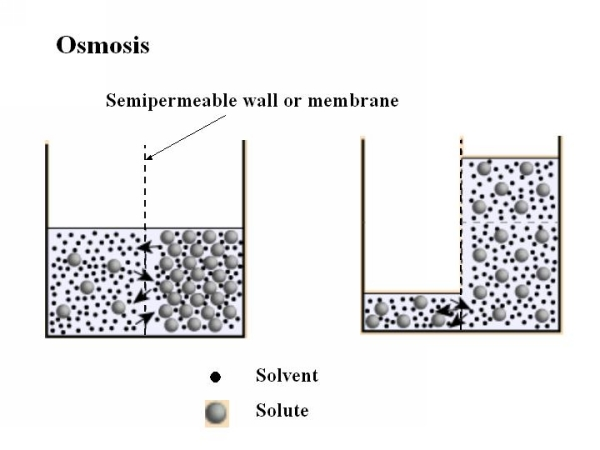 Osmosis
Semipermeable wall or membrane
Solvent
Solute